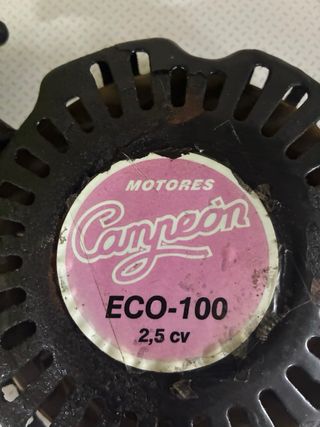 MOTORES
Campeón
ECO-100
2,5 cv